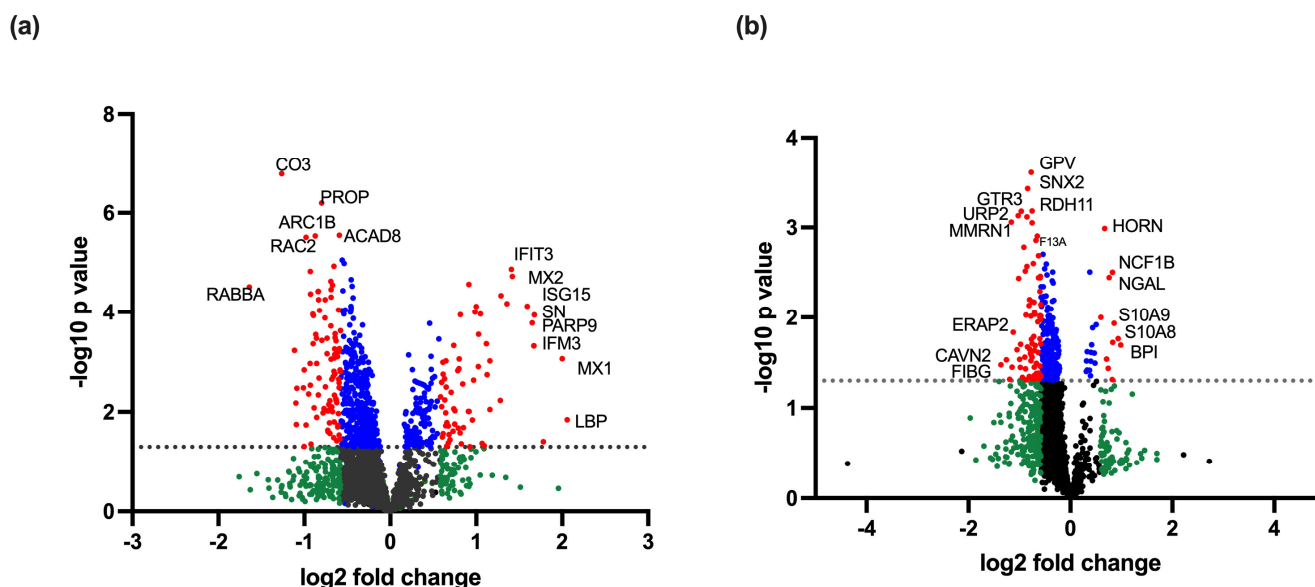 (a)
8
6
4
2
0
-log10 p value
-3
-2
-1
0
1
2
3
log2 fold change
CO3
PROP
ARC1B
RAC2
ACAD8
RABBA
IFIT3
MX2
ISG15
SN
PARP9
IFM3
MX1
LBP
(b)
4
3
2
1
0
-log10 p value
-4
-2
0
2
4
log2 fold change
GPV
SNX2
GTR3
RDH11
URP2
MMRN1
F13A
HORN
NCF1B
NGAL
S10A9
ERAP2
S10A8
BPI
CAVN2
FIBG